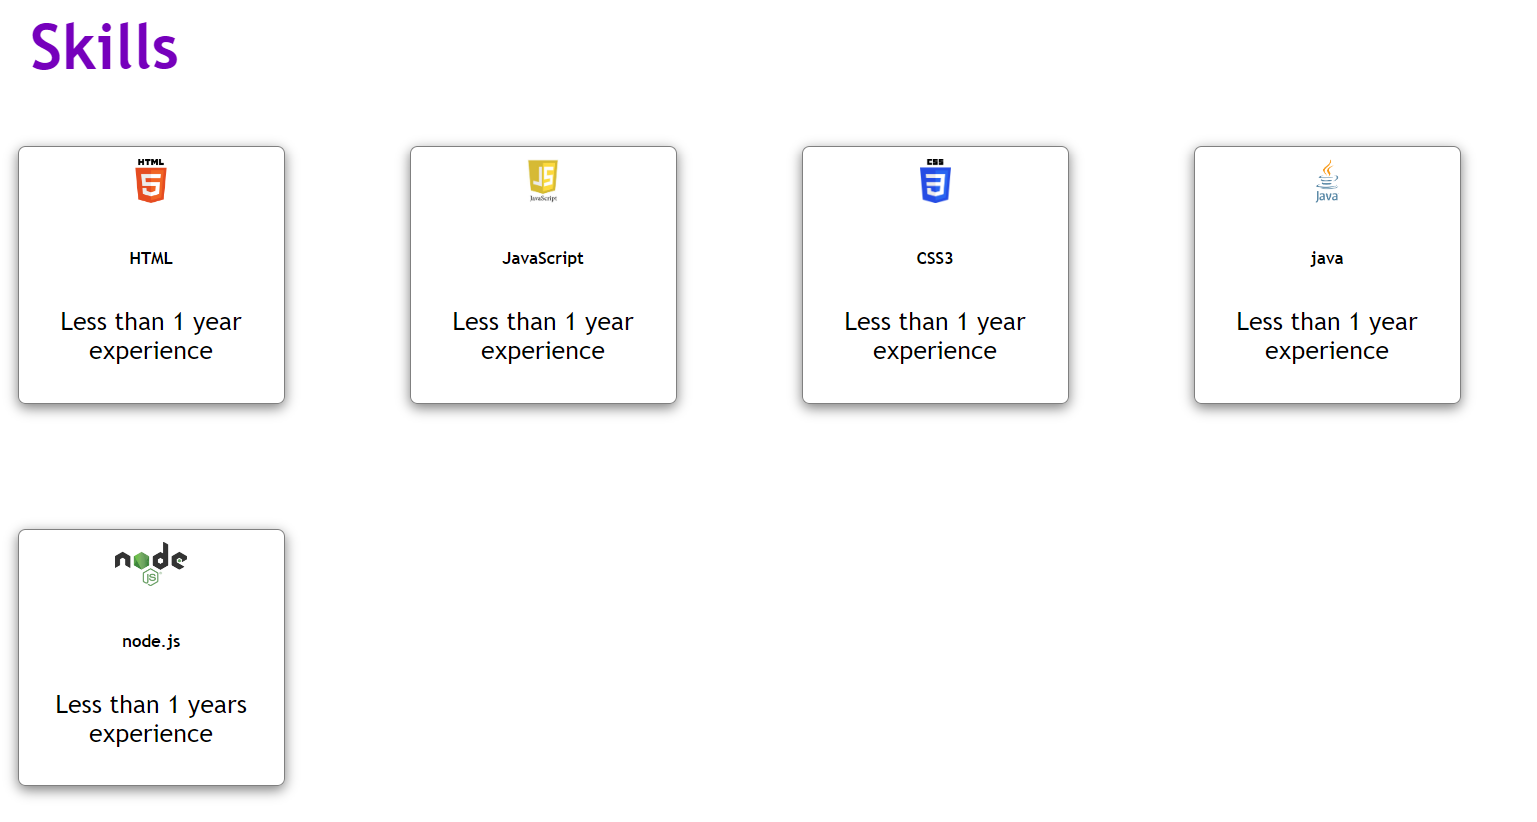 Skills
HTML
5
HTML
Less than 1 year
experience
JS
JavaScript
JavaScript
Less than 1 year
experience
CSS
3
CSS3
Less than 1 year
experience
Java
java
Less than 1 year
experience
node
JS
node.js
Less than 1 years
experience